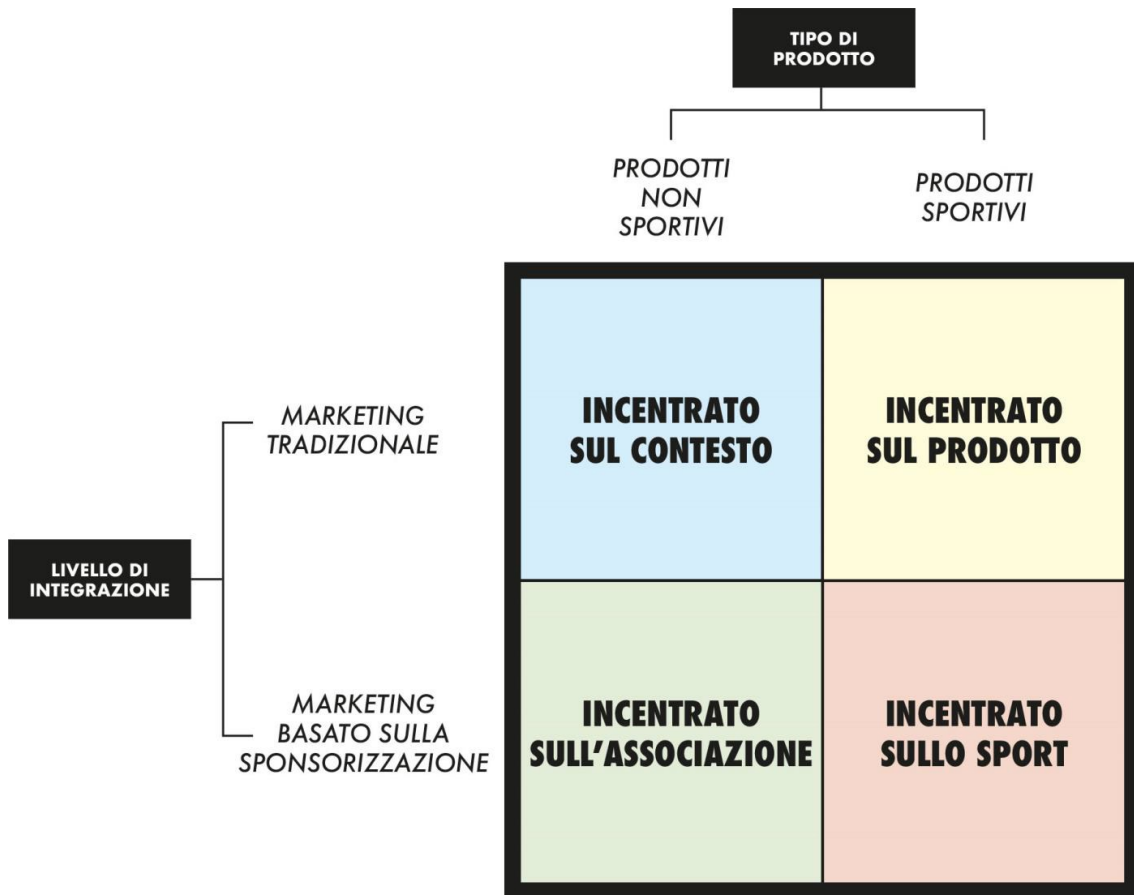 TIPO DI
PRODOTTO
PRODOTTI
NON
SPORTIVI
PRODOTTI
SPORTIVI
MARKETING
TRADIZIONALE
INCENTRATO
SUL CONTESTO
INCENTRATO
SUL PRODOTTO
LIVELLO DI
INTEGRAZIONE
MARKETING
BASATO SULLA
SPONSORIZZAZIONE
INCENTRATO
SULL'ASSOCIAZIONE
INCENTRATO
SULLO SPORT